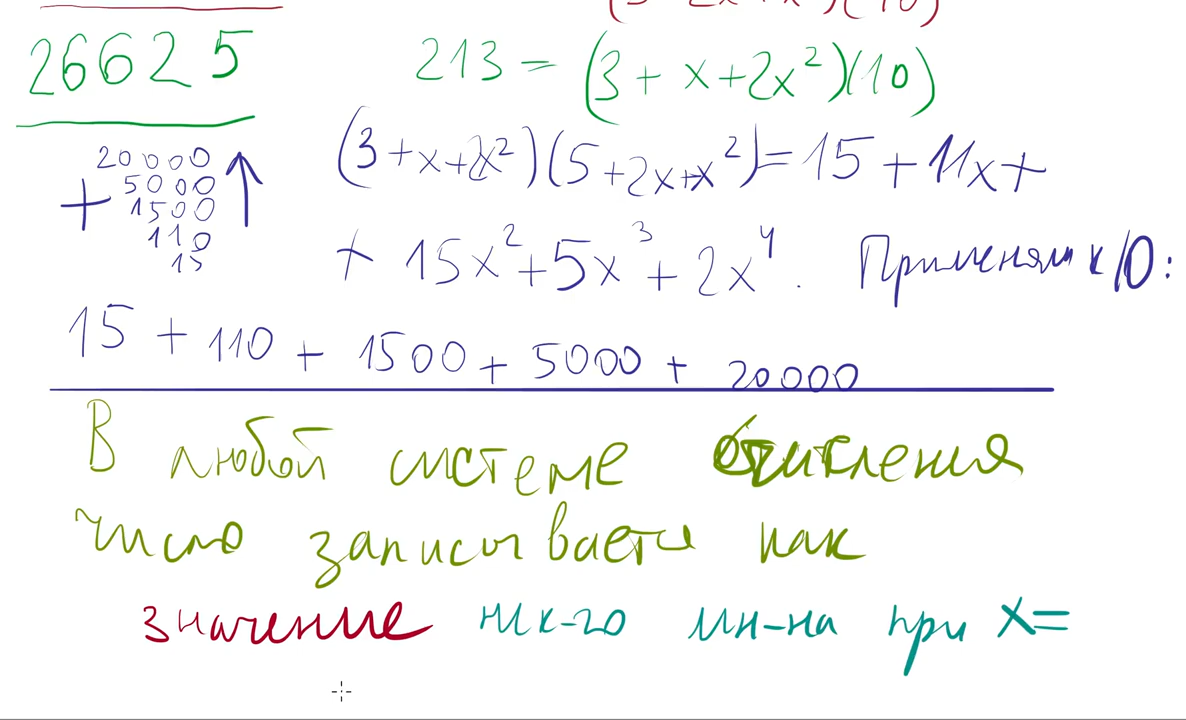 26625
213 = (3 + x + 2x²)(10)
20000
+ 5000
1500
110
15
(3 + x + 2x²)(5 + 2x + x²) = 15 + 11x +
+ 15x² + 5x³ + 2x⁴. Применяем к 10:
15 + 110 + 1500 + 5000 + 20000
В любой системе счисления
число записывается как
значение нек-го мн-на при x=